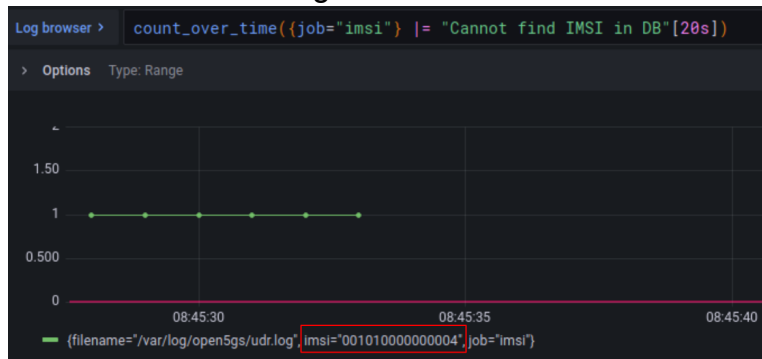 Log browser > count_over_time({job="imsi"} |= "Cannot find IMSI in DB"[20s])
> Options Type: Range
2
1.50
1
0.500
0
08:45:30 08:45:35 08:45:40
{filename="/var/log/open5gs/udr.log", imsi="001010000000004", job="imsi"}